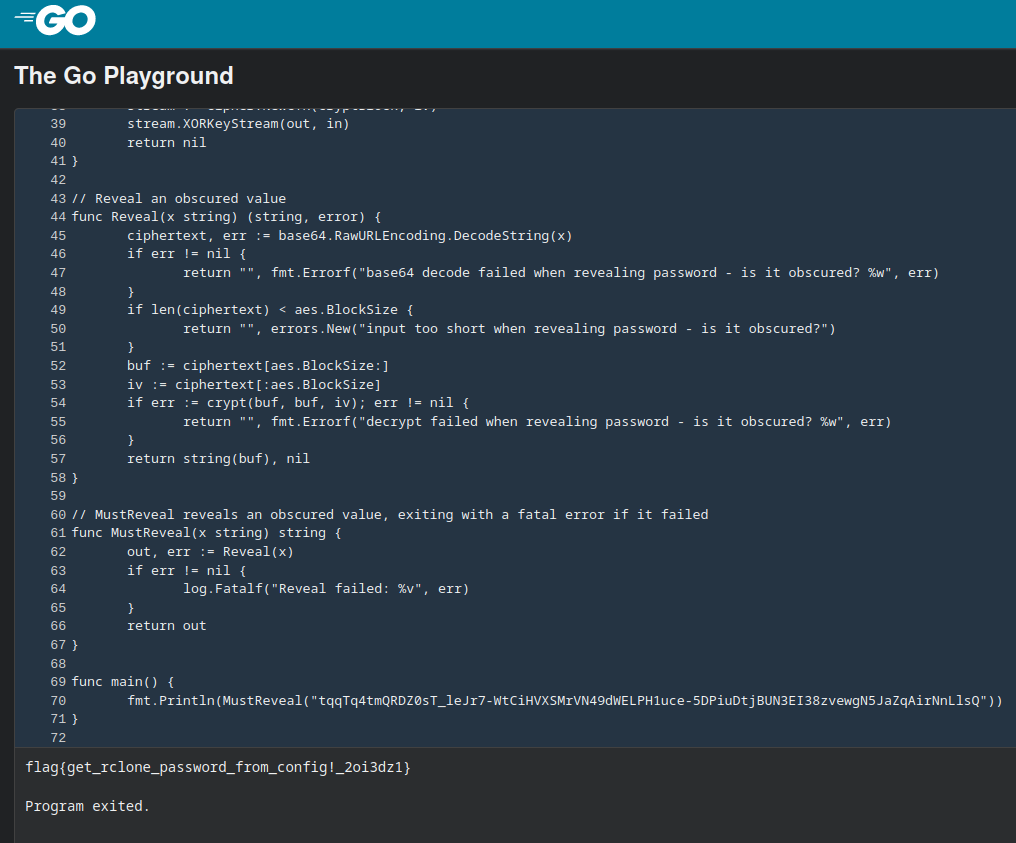 GO
The Go Playground
39 stream.XORKeyStream(out, in)
40 return nil
41 }
42
43 // Reveal an obscured value
44 func Reveal(x string) (string, error) {
45 ciphertext, err := base64.RawURLEncoding.DecodeString(x)
46 if err != nil {
47 return "", fmt.Errorf("base64 decode failed when revealing password - is it obscured? %w", err)
48 }
49 if len(ciphertext) < aes.BlockSize {
50 return "", errors.New("input too short when revealing password - is it obscured?")
51 }
52 buf := ciphertext[aes.BlockSize:]
53 iv := ciphertext[:aes.BlockSize]
54 if err := crypt(buf, buf, iv); err != nil {
55 return "", fmt.Errorf("decrypt failed when revealing password - is it obscured? %w", err)
56 }
57 return string(buf), nil
58 }
59
60 // MustReveal reveals an obscured value, exiting with a fatal error if it failed
61 func MustReveal(x string) string {
62 out, err := Reveal(x)
63 if err != nil {
64 log.Fatalf("Reveal failed: %v", err)
65 }
66 return out
67 }
68
69 func main() {
70 fmt.Println(MustReveal("tqqTq4tmQRDZ0sT_leJr7-WtCiHVXSMrVN49dWELPH1uce-5DPiuDtjBUN3EI38zvewgN5JaZqAirNnLlsQ"))
71 }
72
flag{get_rclone_password_from_config!_2oi3dz1}
Program exited.